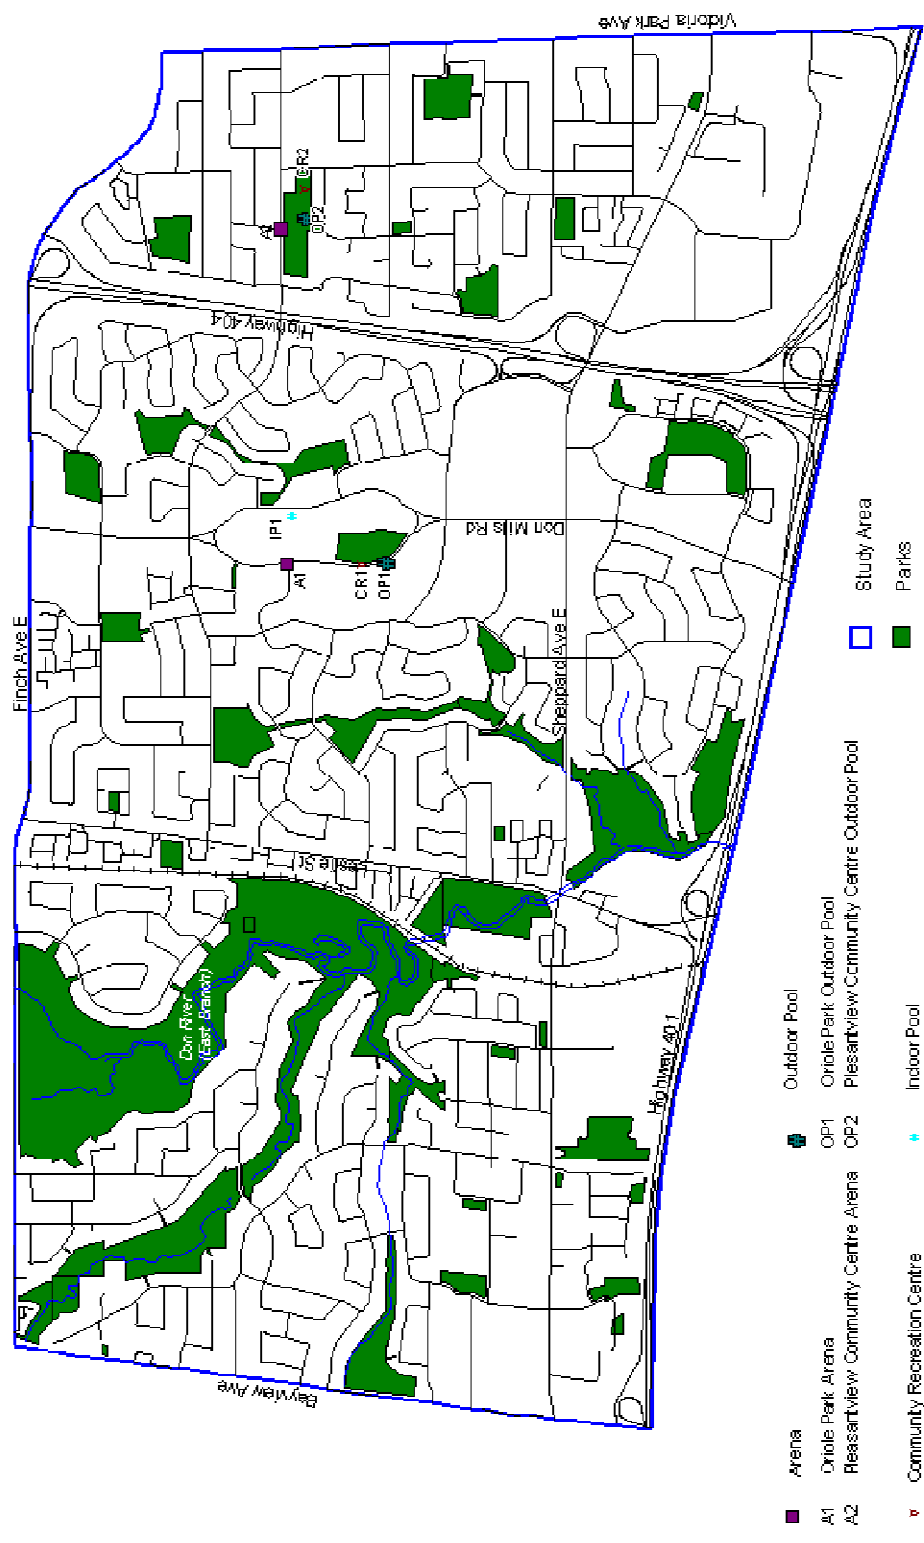 Victoria Park Ave
A2
CR2
OP2
Highway 404
Finch Ave E
IP1
A1
CR1
OP1
Don Mills Rd
Sheppard Ave E
Leslie St
Don River
(East Branch)
Highway 401
Bayview Ave
Arena
A1 Oriole Park Arena
A2 Pleasantview Community Centre Arena
Community Recreation Centre
Outdoor Pool
OP1 Oriole Park Outdoor Pool
OP2 Plesantview Community Centre Outdoor Pool
Indoor Pool
Study Area
Parks